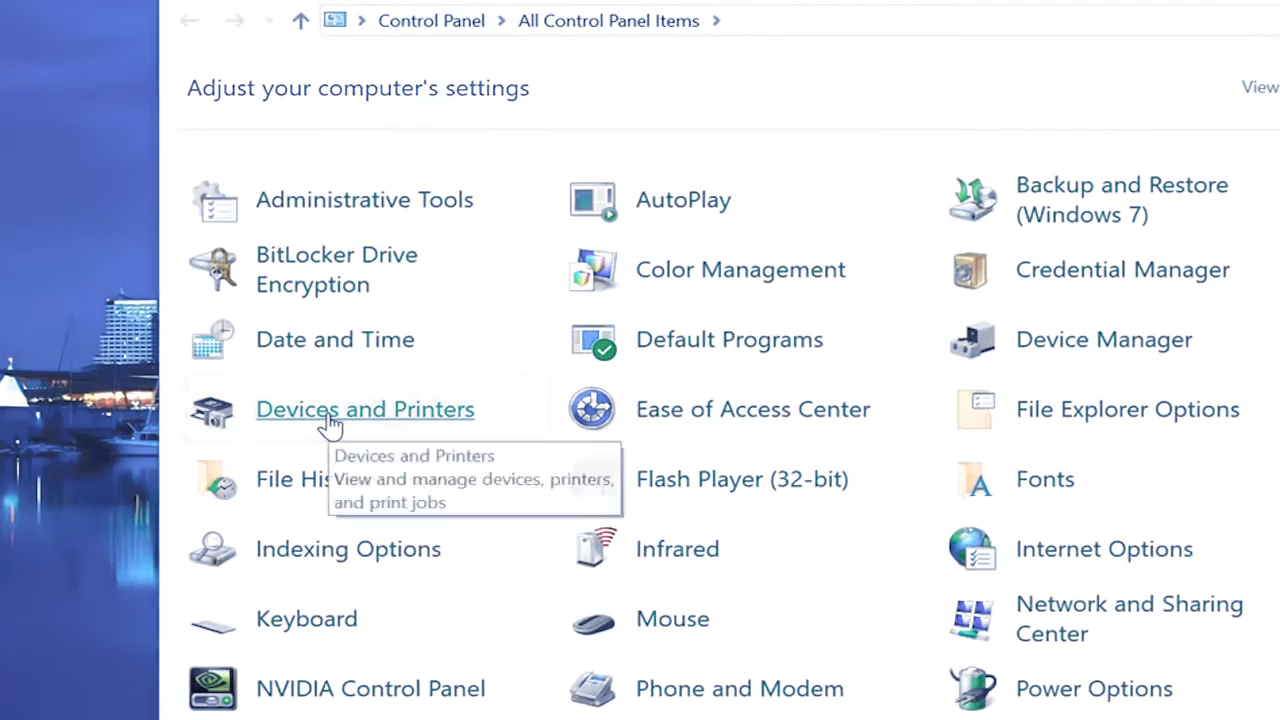 Control Panel > All Control Panel Items >
Adjust your computer's settings
View
Administrative Tools
AutoPlay
Backup and Restore
(Windows 7)
BitLocker Drive
Encryption
Color Management
Credential Manager
Date and Time
Default Programs
Device Manager
Devices and Printers
Ease of Access Center
File Explorer Options
Devices and Printers
View and manage devices, printers,
and print jobs
File His
Flash Player (32-bit)
Fonts
Indexing Options
Infrared
Internet Options
Keyboard
Mouse
Network and Sharing
Center
NVIDIA Control Panel
Phone and Modem
Power Options